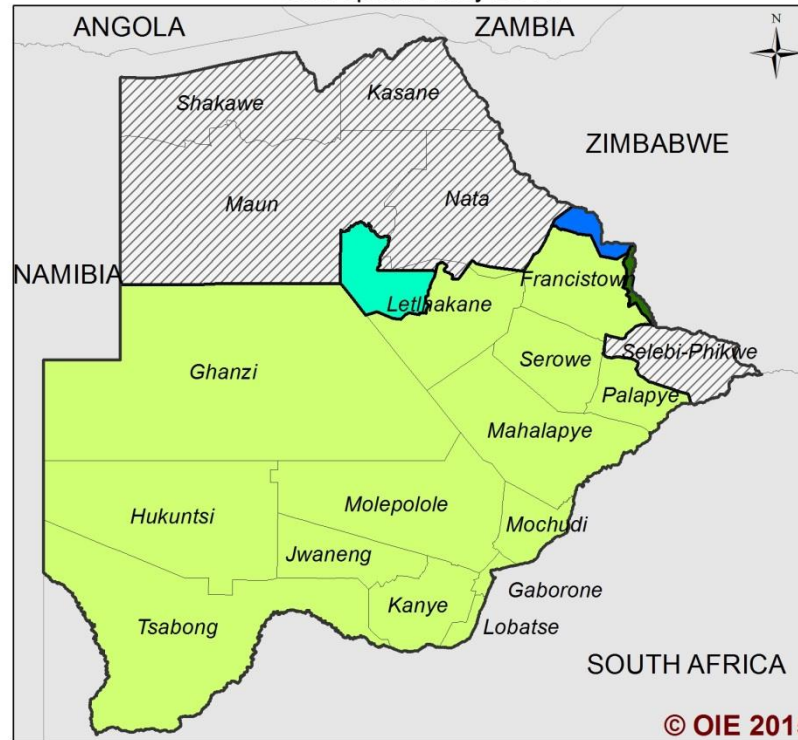 ANGOLA
ZAMBIA
N
Shakawe
Kasane
ZIMBABWE
Maun
Nata
NAMIBIA
Letlhakane
Francistown
Ghanzi
Serowe
Selebi-Phikwe
Palapye
Mahalapye
Hukuntsi
Molepolole
Mochudi
Jwaneng
Gaborone
Kanye
Tsabong
Lobatse
SOUTH AFRICA
© OIE 201